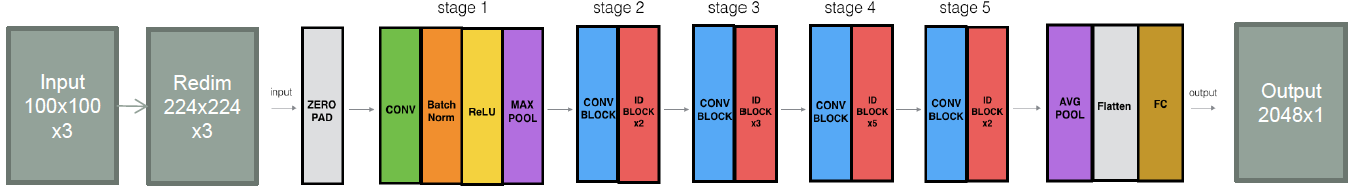 stage 1
stage 2
stage 3
stage 4
stage 5
Input
100x100
x3
Redim
224x224
x3
input
ZERO
PAD
CONV
Batch
Norm
ReLU
MAX
POOL
CONV
BLOCK
ID
BLOCK
x2
CONV
BLOCK
ID
BLOCK
x3
CONV
BLOCK
ID
BLOCK
x5
CONV
BLOCK
ID
BLOCK
x2
AVG
POOL
Flatten
FC
output
Output
2048x1